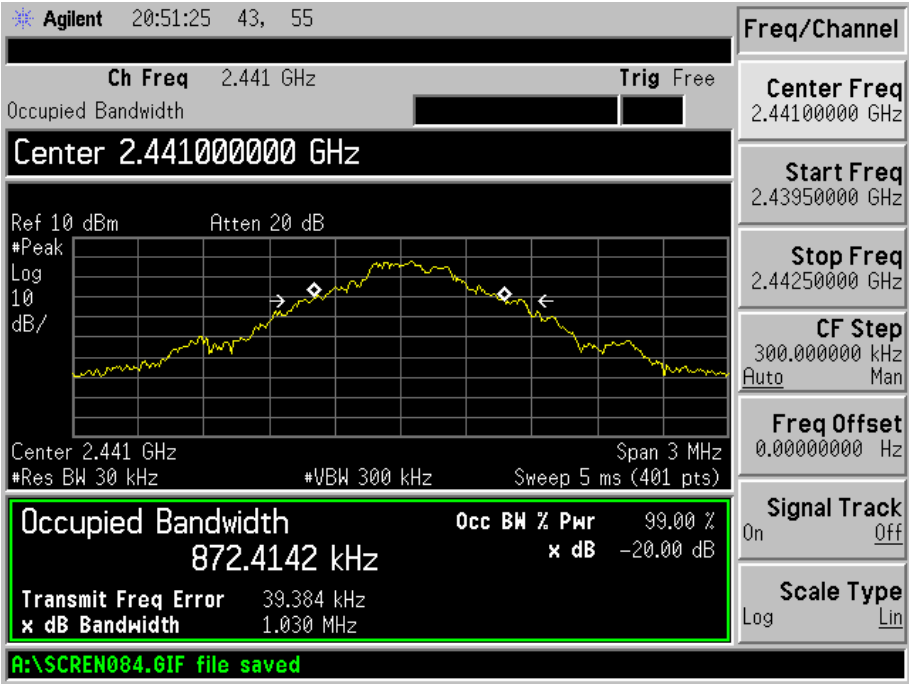 Agilent 20:51:25 43, 55
Ch Freq 2.441 GHz Trig Free
Occupied Bandwidth
Center 2.441000000 GHz
Ref 10 dBm Atten 20 dB
#Peak
Log
10
dB/
Center 2.441 GHz Span 3 MHz
#Res BW 30 kHz #VBW 300 kHz Sweep 5 ms (401 pts)
Occupied Bandwidth Occ BW % Pwr 99.00 %
872.4142 kHz x dB -20.00 dB
Transmit Freq Error 39.384 kHz
x dB Bandwidth 1.030 MHz
A:\SCREN084.GIF file saved
Freq/Channel
Center Freq
2.44100000 GHz
Start Freq
2.43950000 GHz
Stop Freq
2.44250000 GHz
CF Step
300.000000 kHz
Auto Man
Freq Offset
0.00000000 Hz
Signal Track
On Off
Scale Type
Log Lin